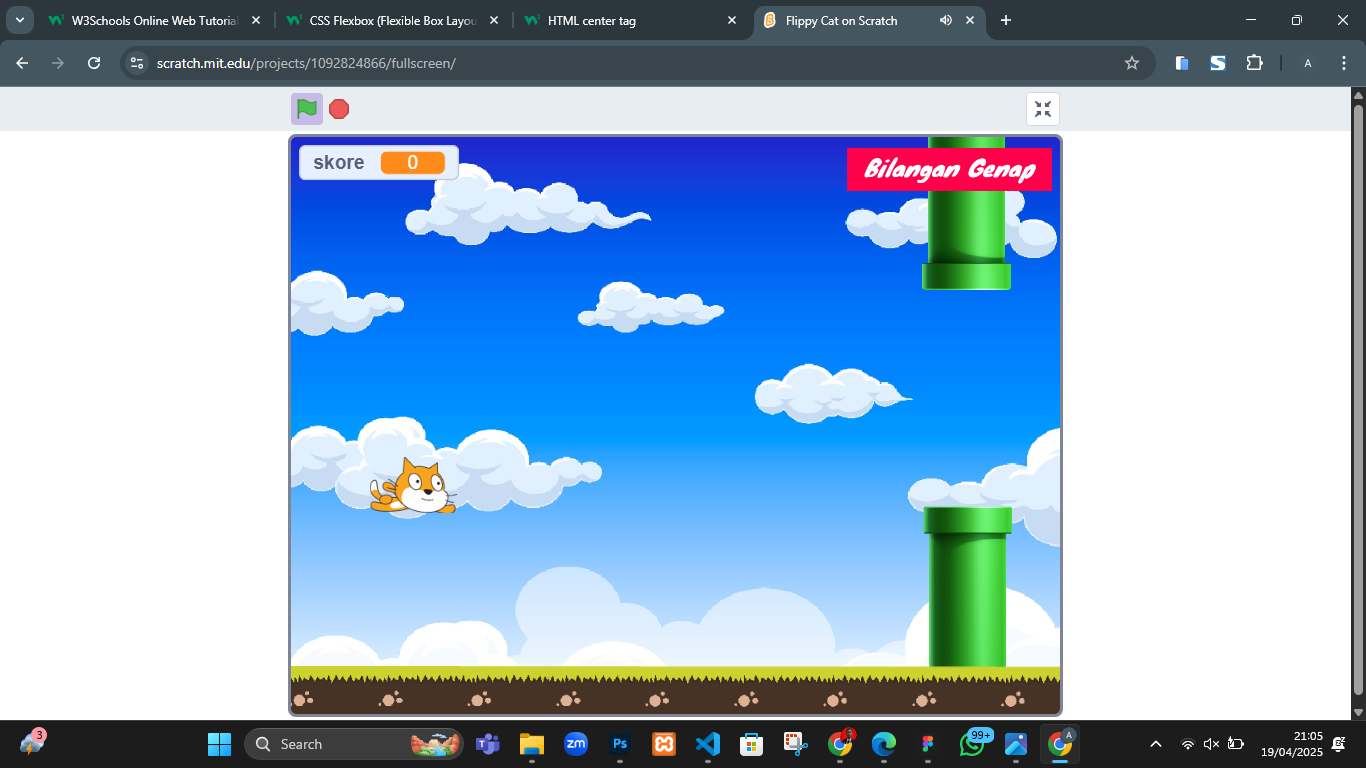 W3Schools Online Web Tutorial
CSS Flexbox (Flexible Box Layou
HTML center tag
Flippy Cat on Scratch
scratch.mit.edu/projects/1092824866/fullscreen/
A
skore 0
Bilangan Genap
3
Search
zm
Ps
99+
A
21:05
19/04/2025